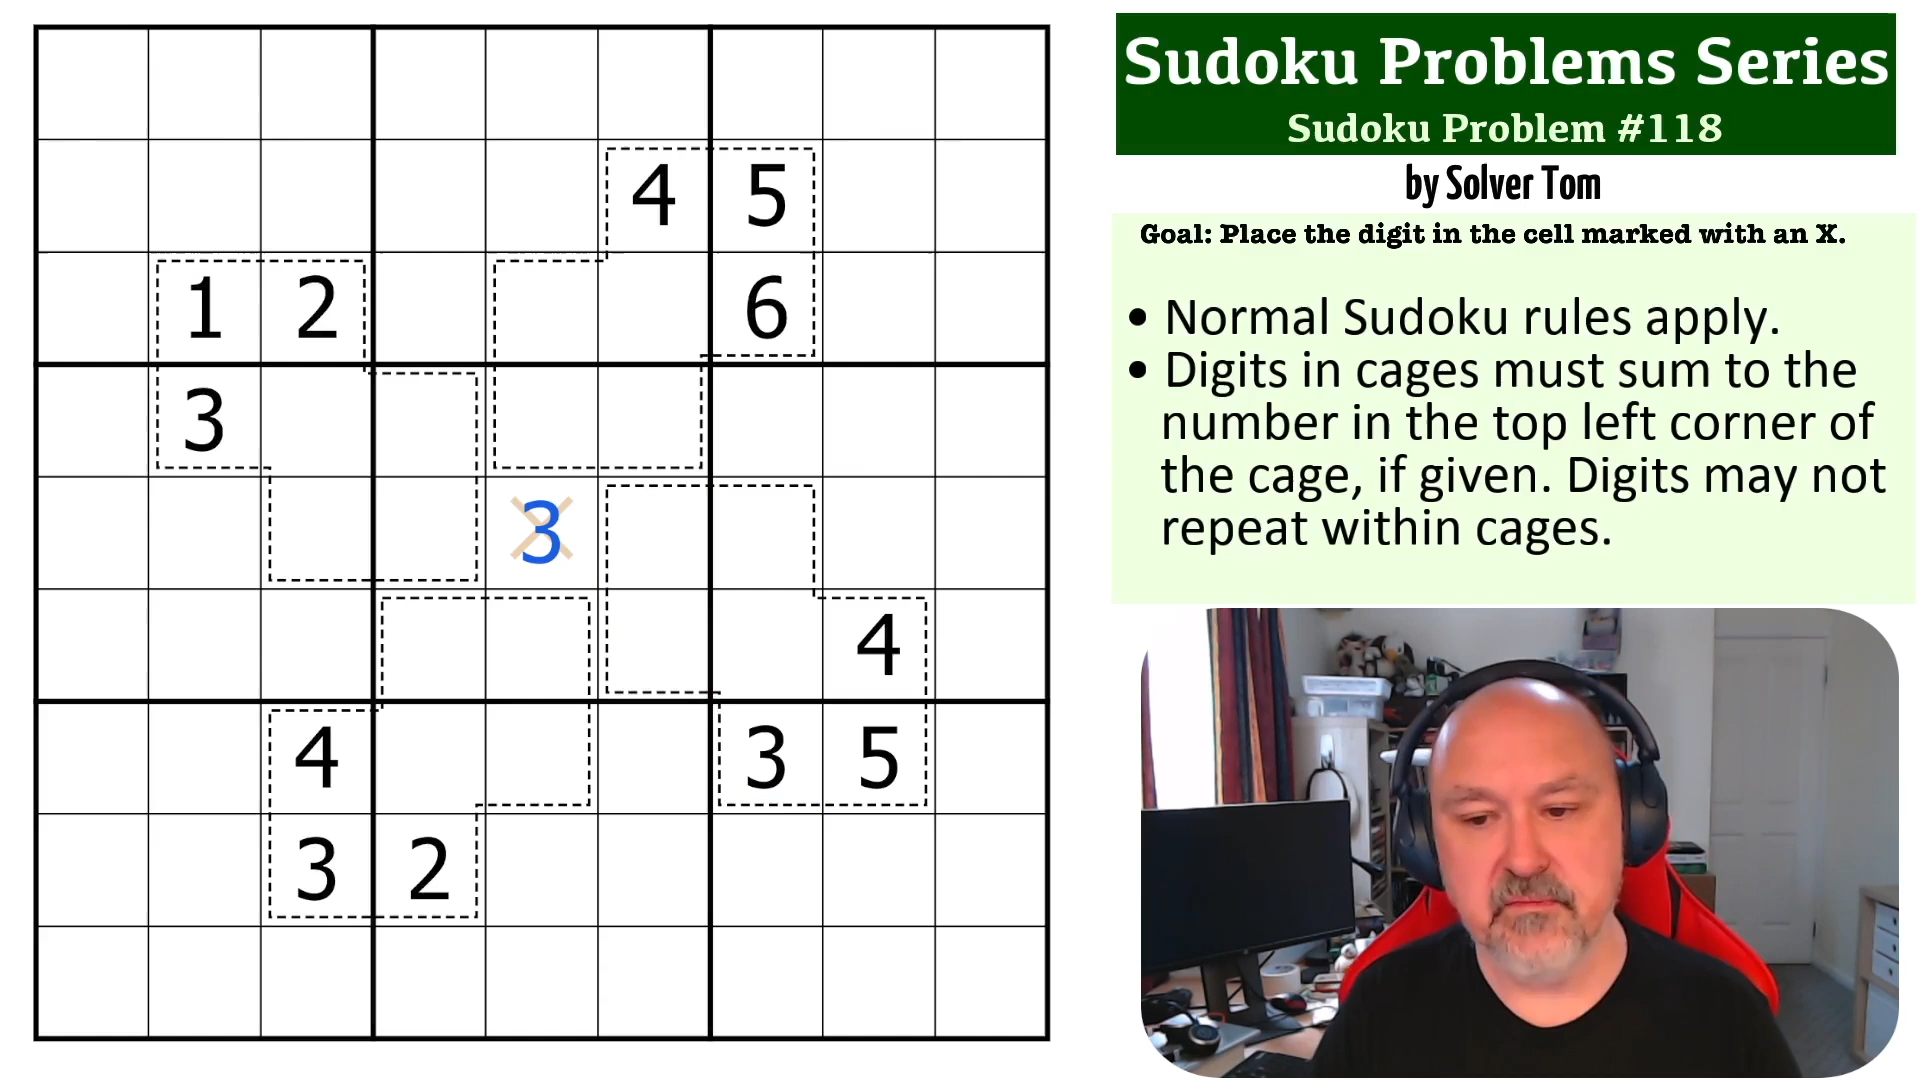 Sudoku Problems Series
Sudoku Problem #118
by Solver Tom
Goal: Place the digit in the cell marked with an X.
• Normal Sudoku rules apply.
• Digits in cages must sum to the
number in the top left corner of
the cage, if given. Digits may not
repeat within cages.
4 5
1 2 6
3
3
4
4 3 5
3 2